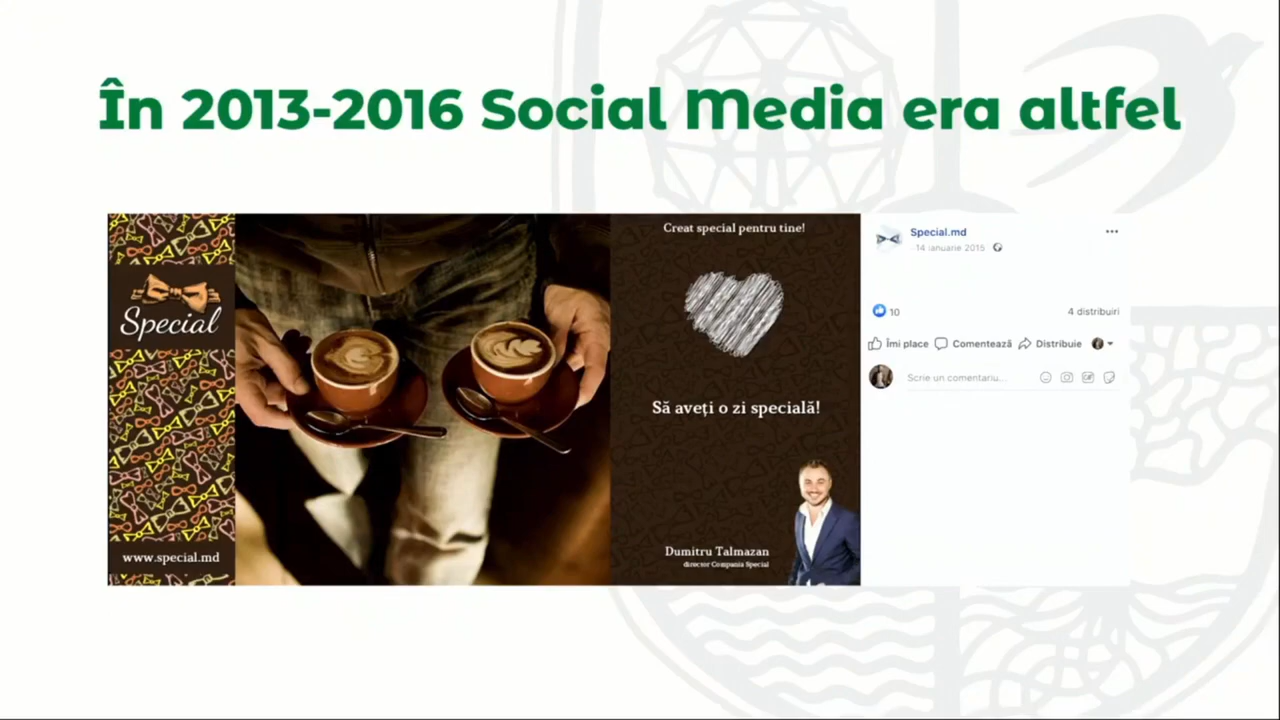 În 2013-2016 Social Media era altfel
Special
www.special.md
Creat special pentru tine!
Să aveți o zi specială!
Dumitru Talmazan
director Compania Special
Special.md
14 ianuarie 2015
10
4 distribuiri
Îmi place Comentează Distribuie
Scrie un comentariu...